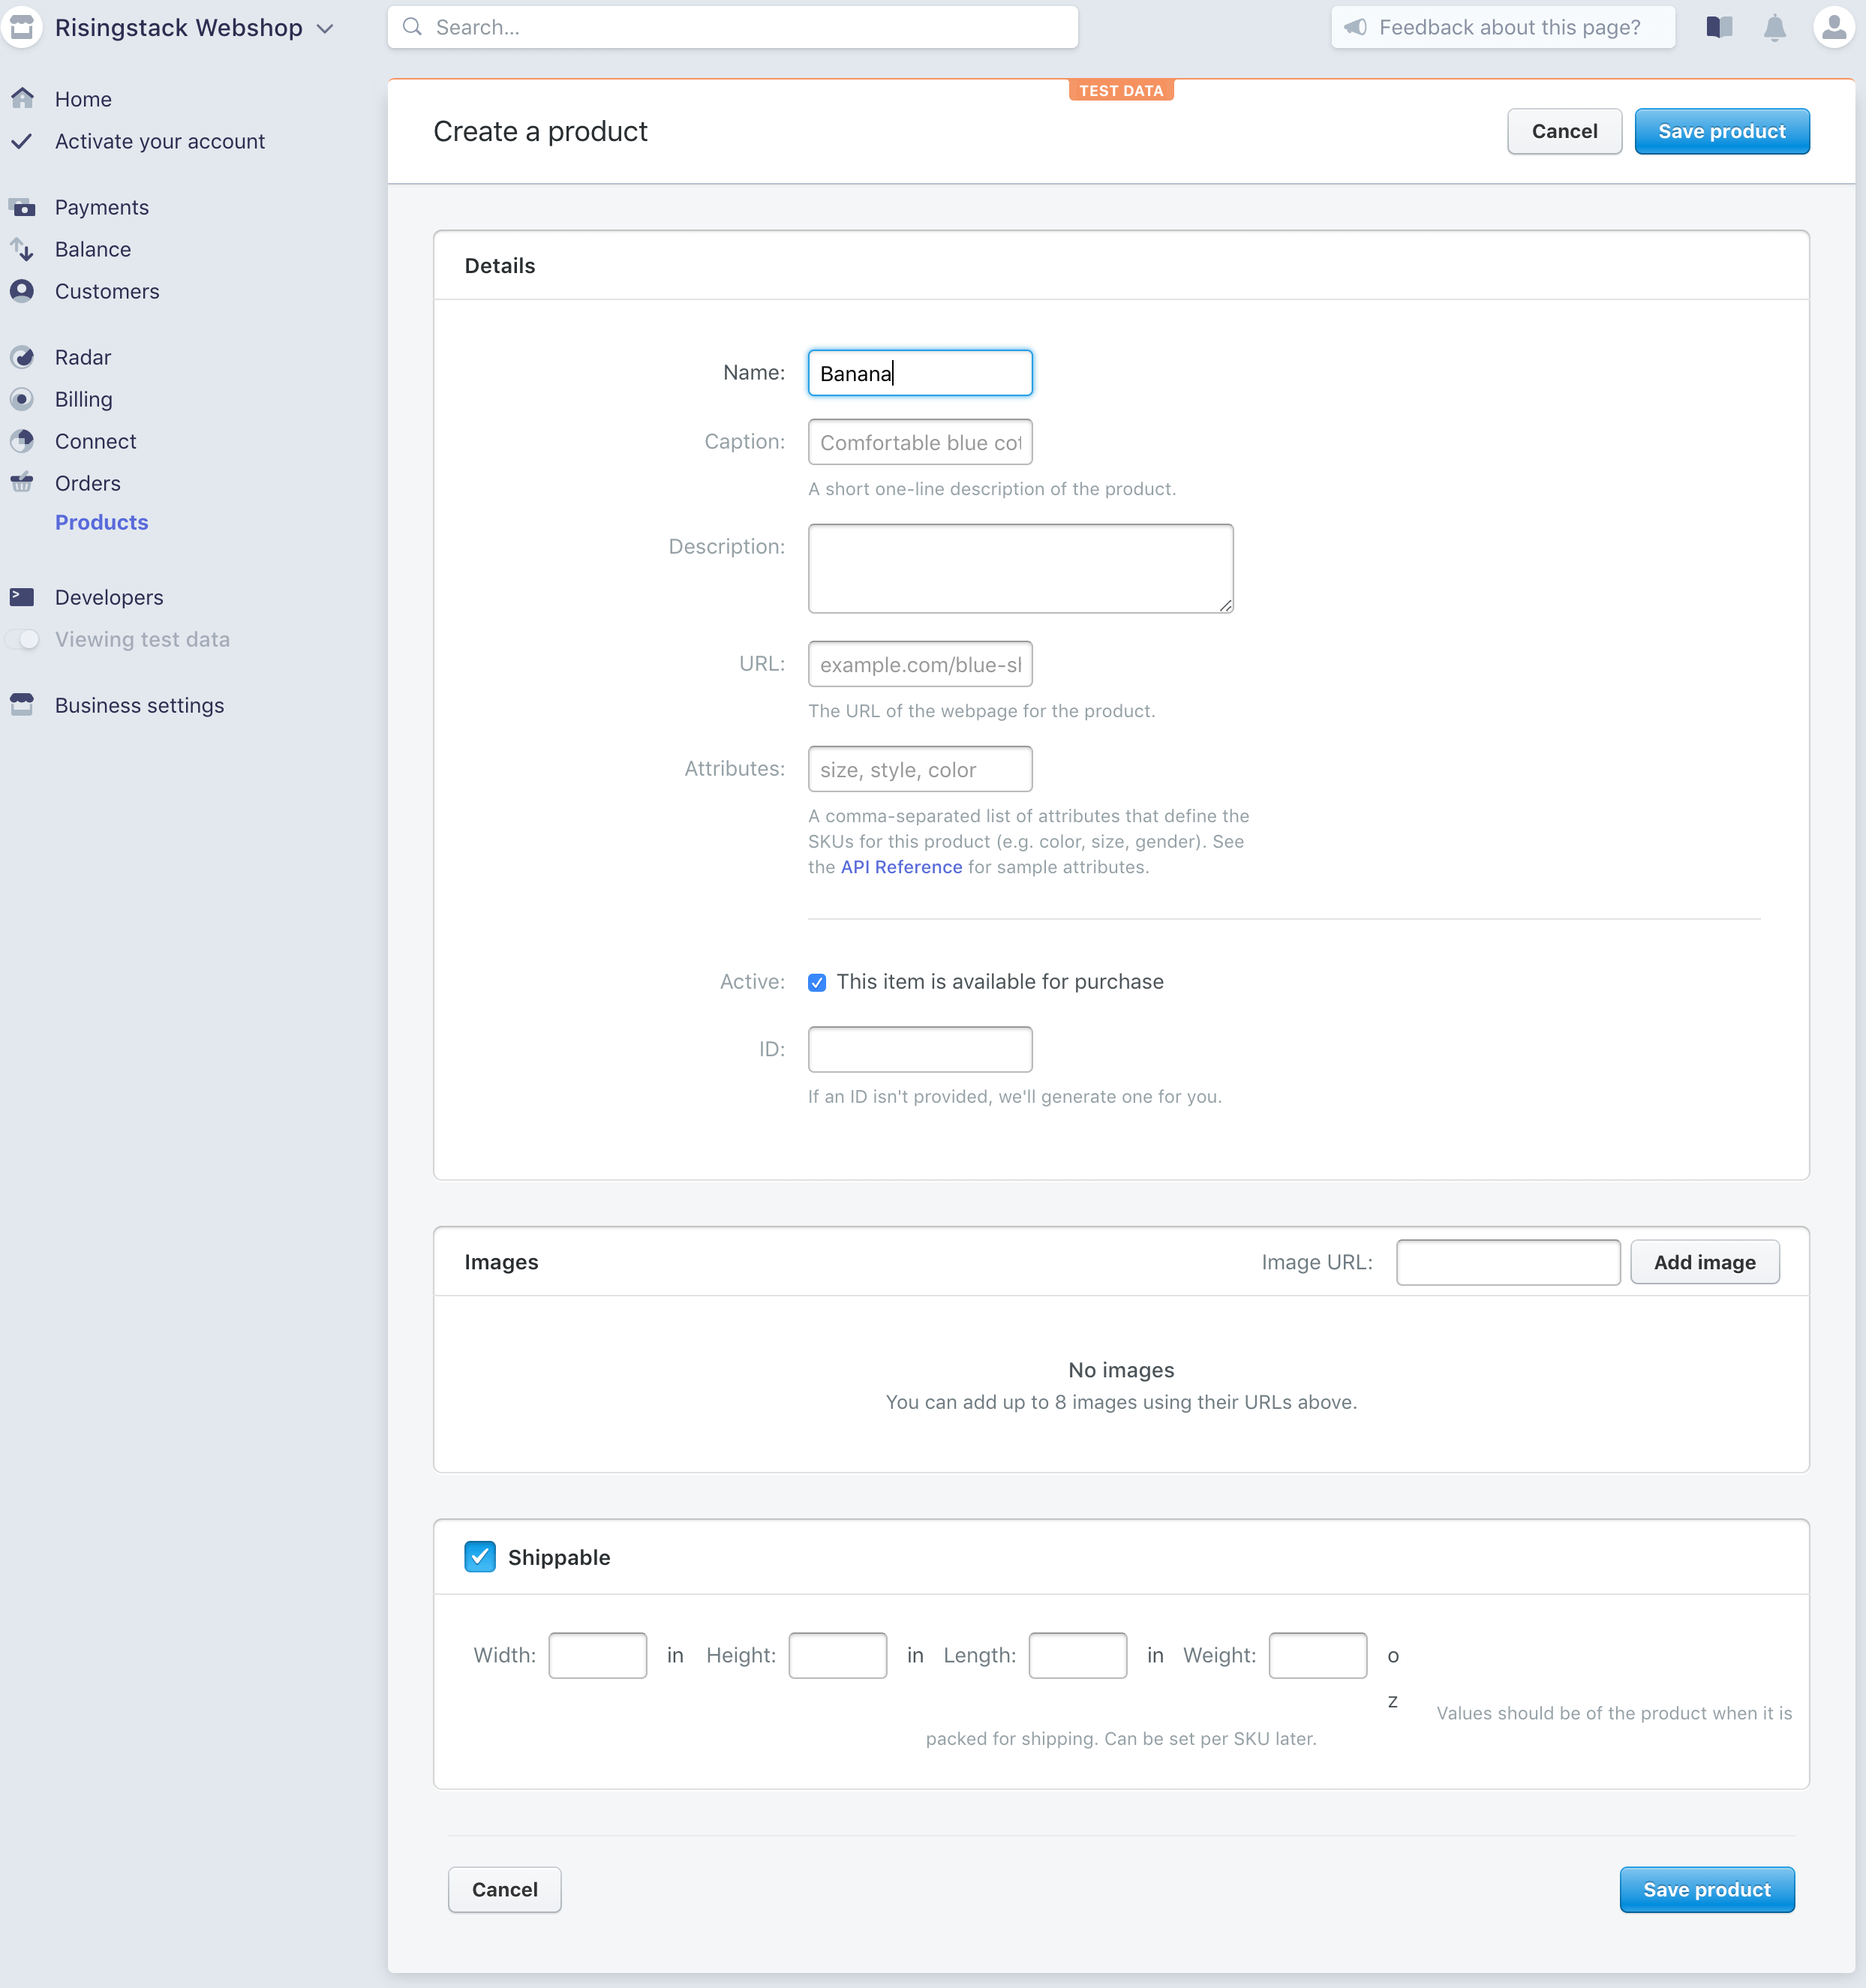 Risingstack Webshop
Search...
Feedback about this page?
Home
Activate your account
Payments
Balance
Customers
Radar
Billing
Connect
Orders
Products
Developers
Viewing test data
Business settings
TEST DATA
Create a product
Cancel
Save product
Details
Name: Banana
Caption: Comfortable blue cot
A short one-line description of the product.
Description:
URL: example.com/blue-sl
The URL of the webpage for the product.
Attributes: size, style, color
A comma-separated list of attributes that define the
SKUs for this product (e.g. color, size, gender). See
the API Reference for sample attributes.
Active: This item is available for purchase
ID:
If an ID isn't provided, we'll generate one for you.
Images
Image URL:
Add image
No images
You can add up to 8 images using their URLs above.
Shippable
Width: in Height: in Length: in Weight: o
z
Values should be of the product when it is
packed for shipping. Can be set per SKU later.
Cancel
Save product